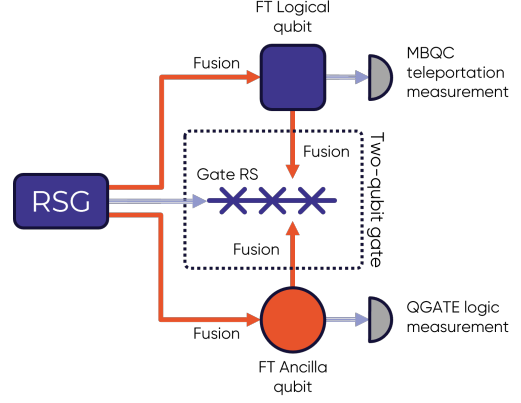 FT Logical
qubit
Fusion
MBQC
teleportation
measurement
Fusion
Two-qubit gate
Gate RS
RSG
Fusion
Fusion
QGATE logic
measurement
FT Ancilla
qubit